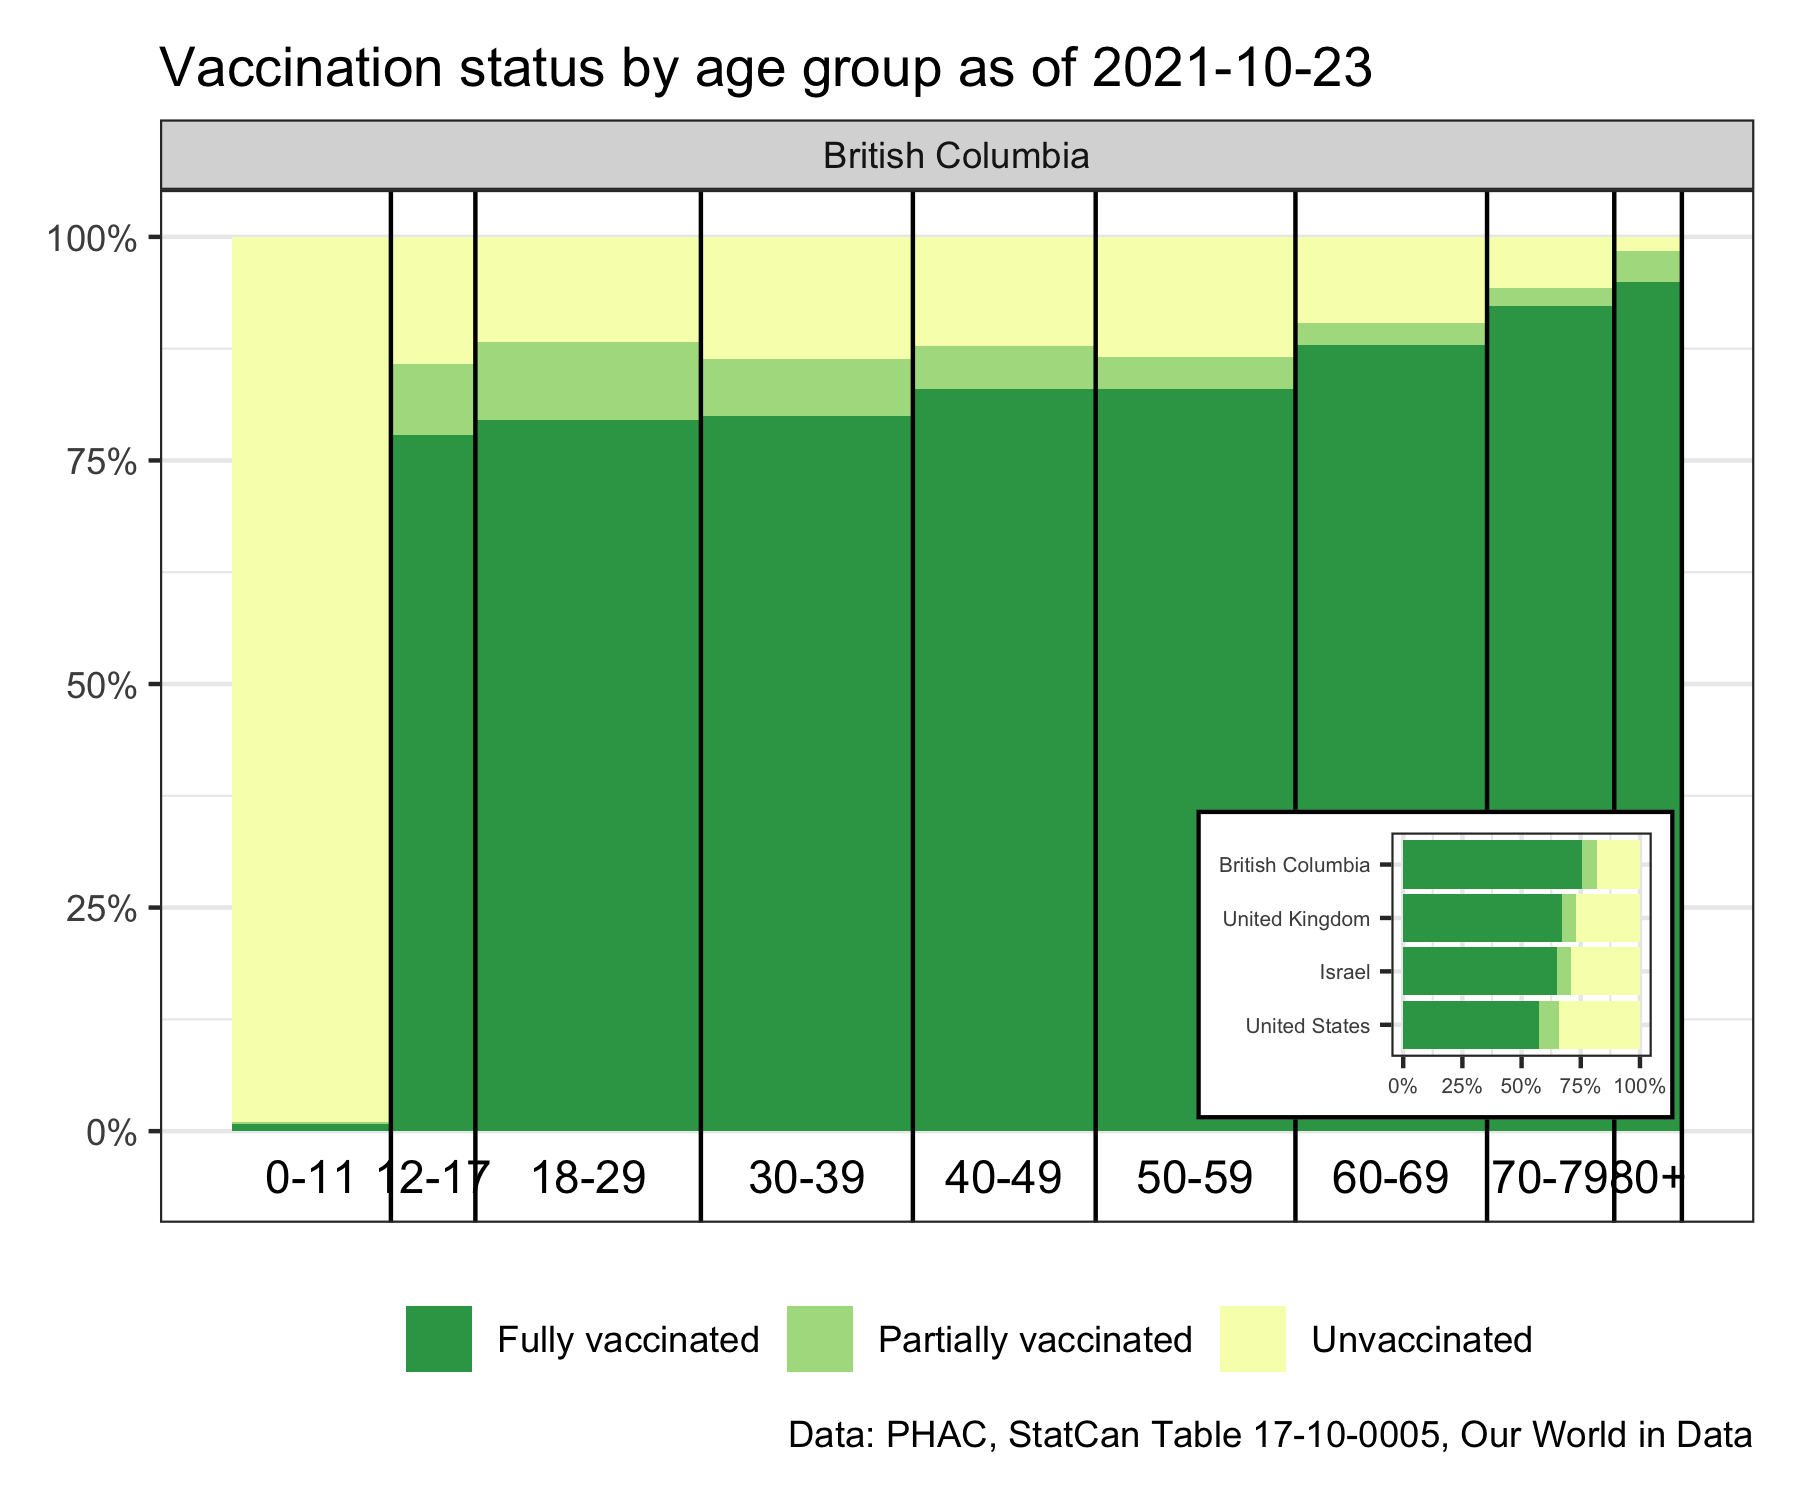 Vaccination status by age group as of 2021-10-23
British Columbia
100%
75%
50%
25%
0%
British Columbia
United Kingdom
Israel
United States
0% 25% 50% 75% 100%
0-11 12-17 18-29 30-39 40-49 50-59 60-69 70-79 80+
Fully vaccinated Partially vaccinated Unvaccinated
Data: PHAC, StatCan Table 17-10-0005, Our World in Data